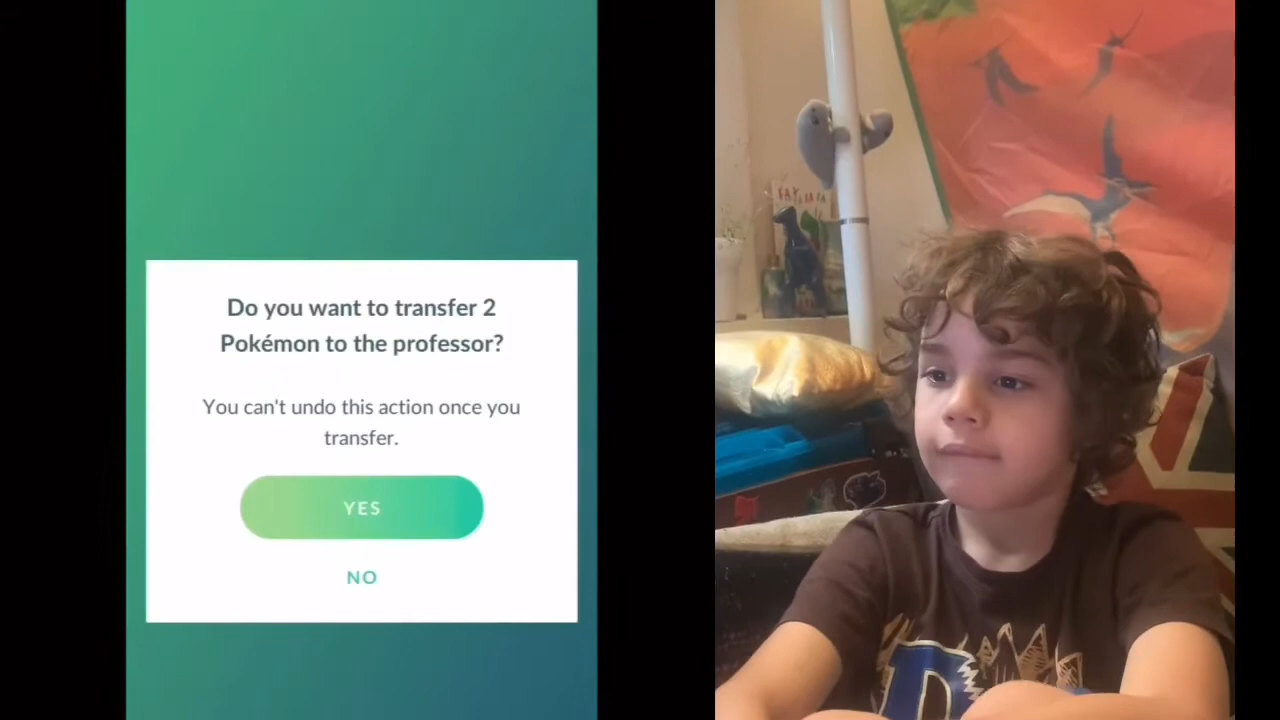 Do you want to transfer 2
Pokémon to the professor?
You can't undo this action once you
transfer.
YES
NO
D